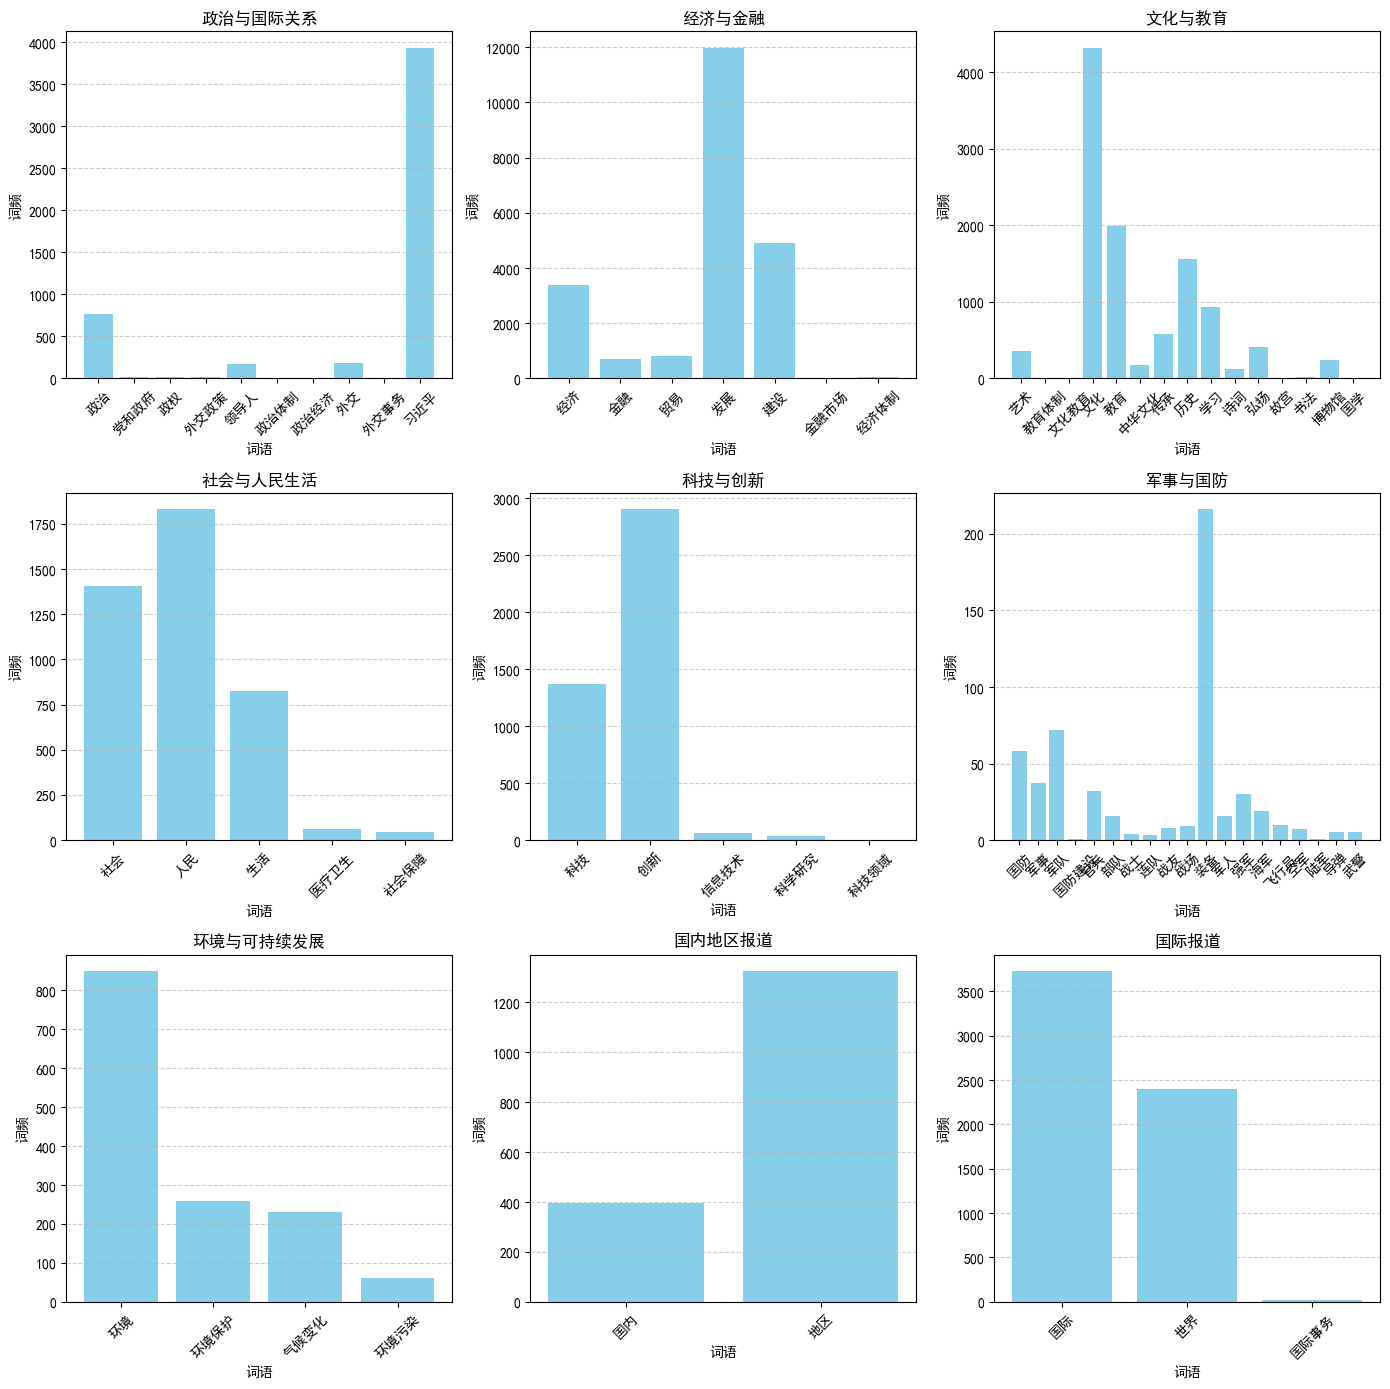 政治与国际关系
词频
4000
3500
3000
2500
2000
1500
1000
500
0
政治
党和政府
政权
外交政策
领导人
政治体制
政治经济
外交
外交事务
习近平
词语
经济与金融
词频
12000
10000
8000
6000
4000
2000
0
经济
金融
贸易
发展
建设
金融市场
经济体制
词语
文化与教育
词频
4000
3000
2000
1000
0
艺术
教育体制
文化教育
文化
教育
中华文化
传承
历史
学习
诗词
弘扬
故宫
书法
博物馆
国学
词语
社会与人民生活
词频
1750
1500
1250
1000
750
500
250
0
社会
人民
生活
医疗卫生
社会保障
词语
科技与创新
词频
3000
2500
2000
1500
1000
500
0
科技
创新
信息技术
科学研究
科技领域
词语
军事与国防
词频
200
150
100
50
0
国防
军事
军队
国防建设
官兵
部队
战士
连队
战友
战场
装备
军人
强军
海军
飞行员
空军
陆军
导弹
武警
词语
环境与可持续发展
词频
800
700
600
500
400
300
200
100
0
环境
环境保护
气候变化
环境污染
词语
国内地区报道
词频
1200
1000
800
600
400
200
0
国内
地区
词语
国际报道
词频
3500
3000
2500
2000
1500
1000
500
0
国际
世界
国际事务
词语